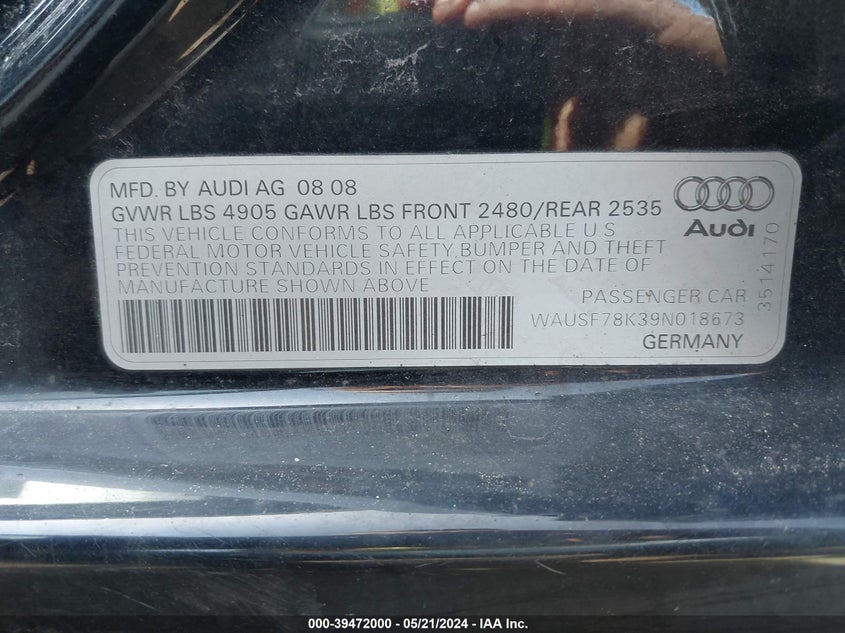 MFD. BY AUDI AG 08 08
GVWR LBS 4905 GAWR LBS FRONT 2480/REAR 2535
THIS VEHICLE CONFORMS TO ALL APPLICABLE U S
FEDERAL MOTOR VEHICLE SAFETY, BUMPER AND THEFT
PREVENTION STANDARDS IN EFFECT ON THE DATE OF
MANUFACTURE SHOWN ABOVE
Audi
PASSENGER CAR
WAUSF78K39N018673
GERMANY
3514170
000-39472000 - 05/21/2024 - IAA Inc.